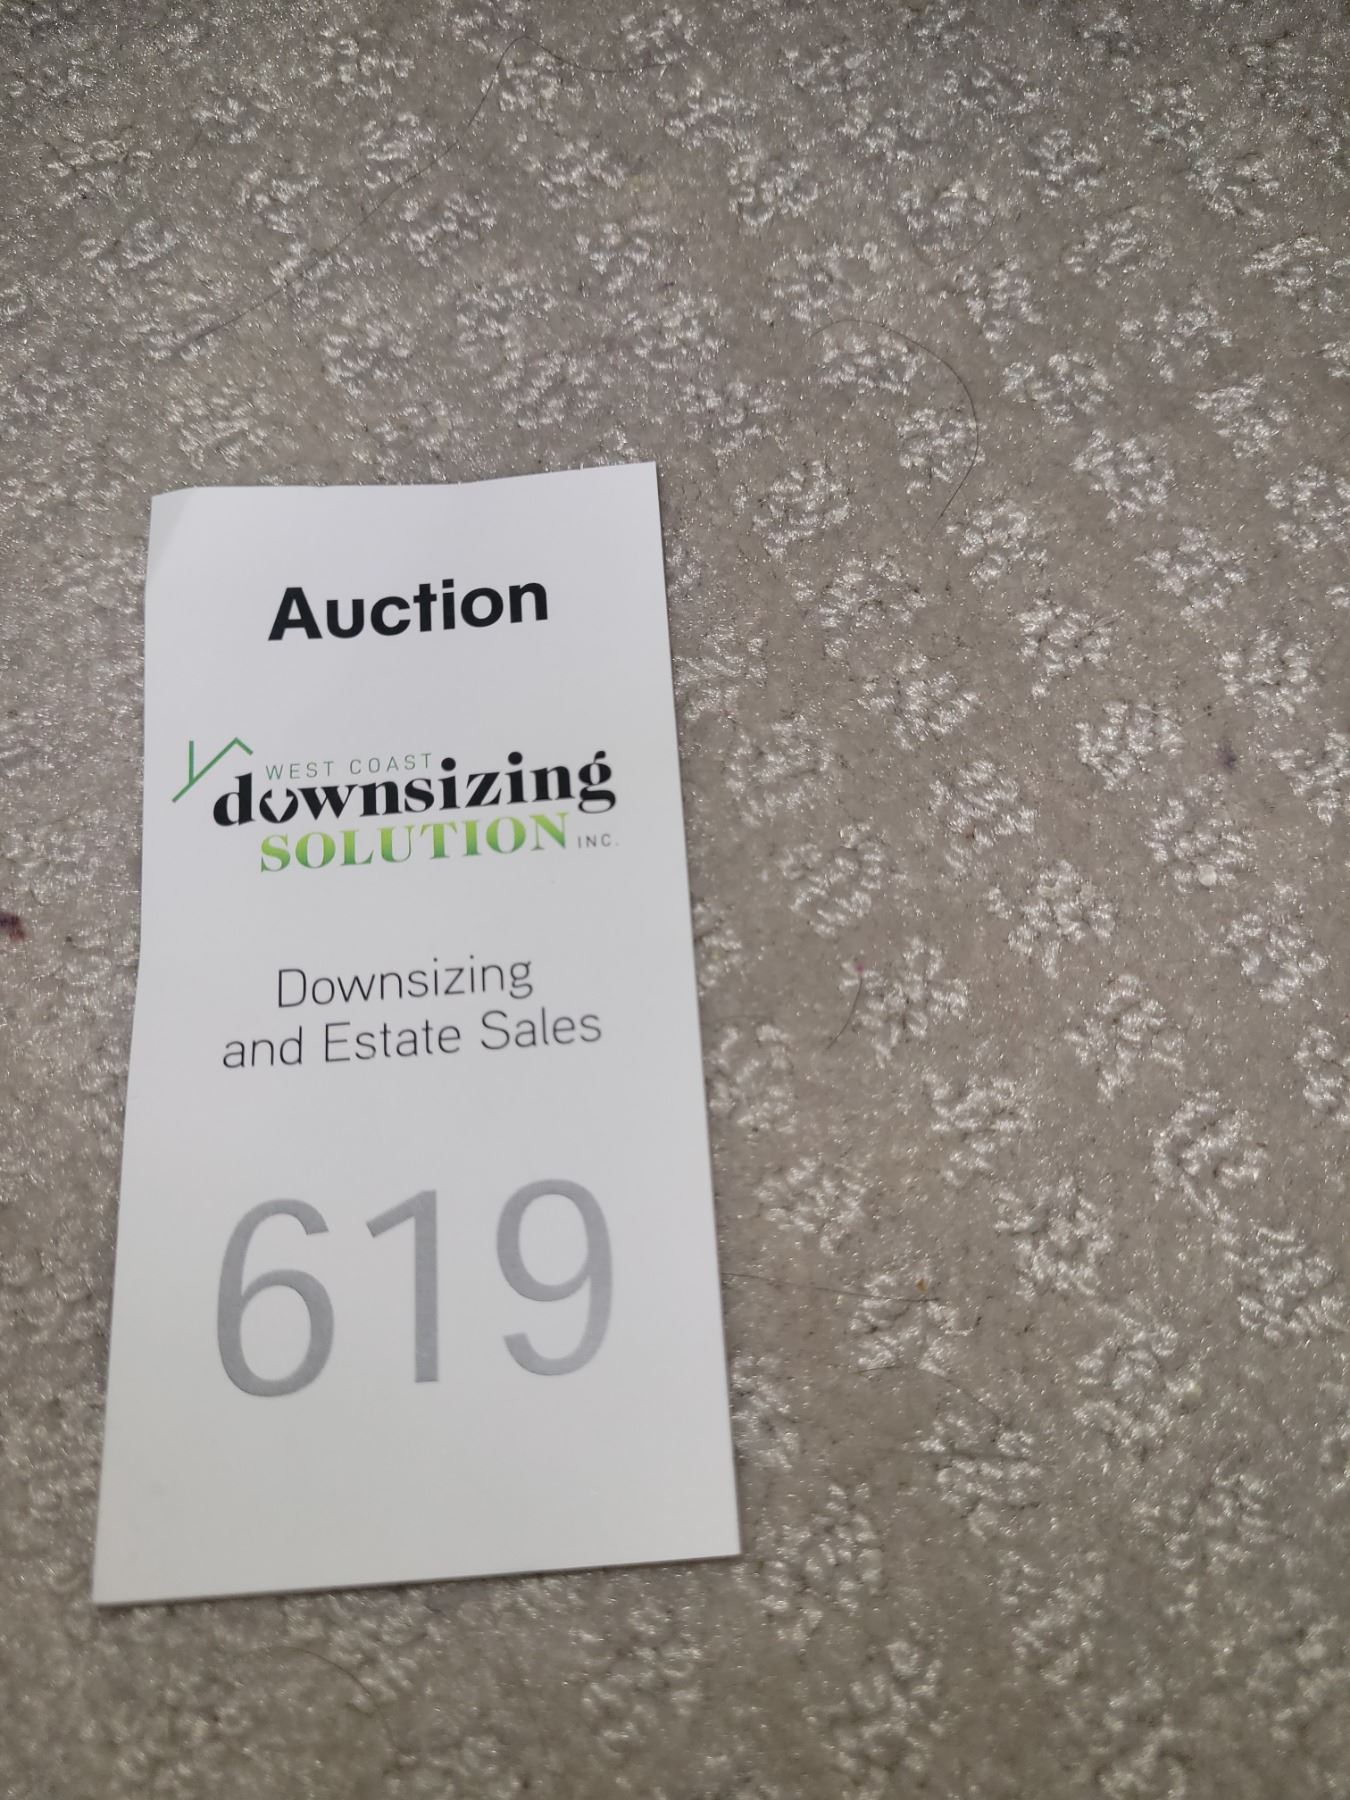 Auction
WEST COAST
downsizing
SOLUTION INC.
Downsizing
and Estate Sales
619